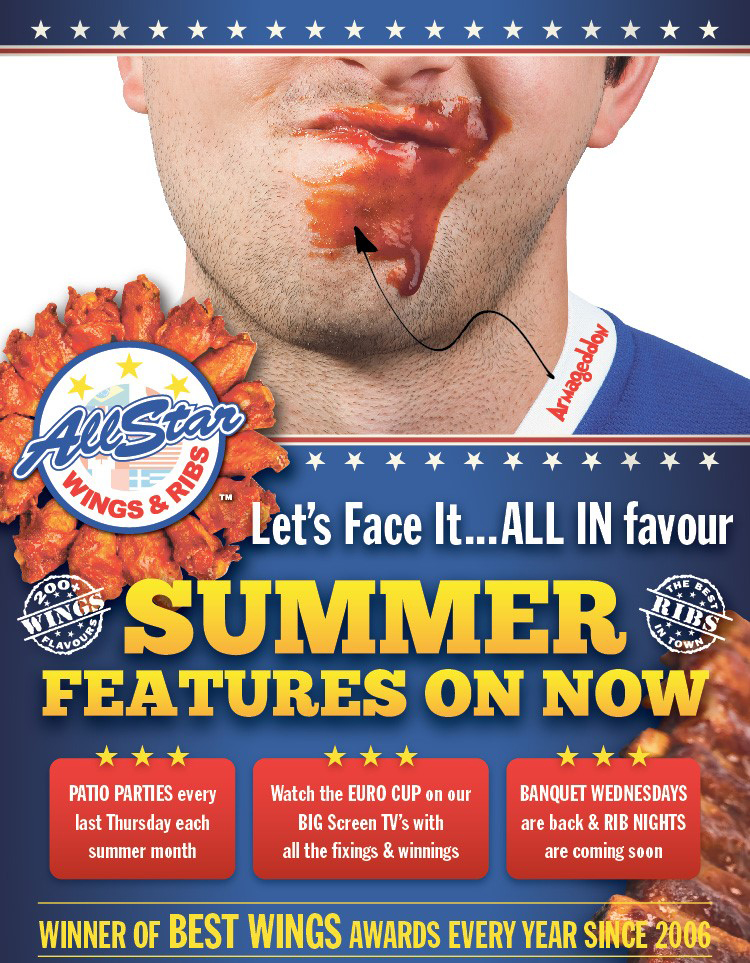 Armageddon
AllStar
WINGS & RIBS
TM
Let's Face It...ALL IN favour
200+
WINGS
FLAVOURS
SUMMER
THE BEST
RIBS
IN TOWN
FEATURES ON NOW
PATIO PARTIES every
last Thursday each
summer month
Watch the EURO CUP on our
BIG Screen TV's with
all the fixings & winnings
BANQUET WEDNESDAYS
are back & RIB NIGHTS
are coming soon
WINNER OF BEST WINGS AWARDS EVERY YEAR SINCE 2006